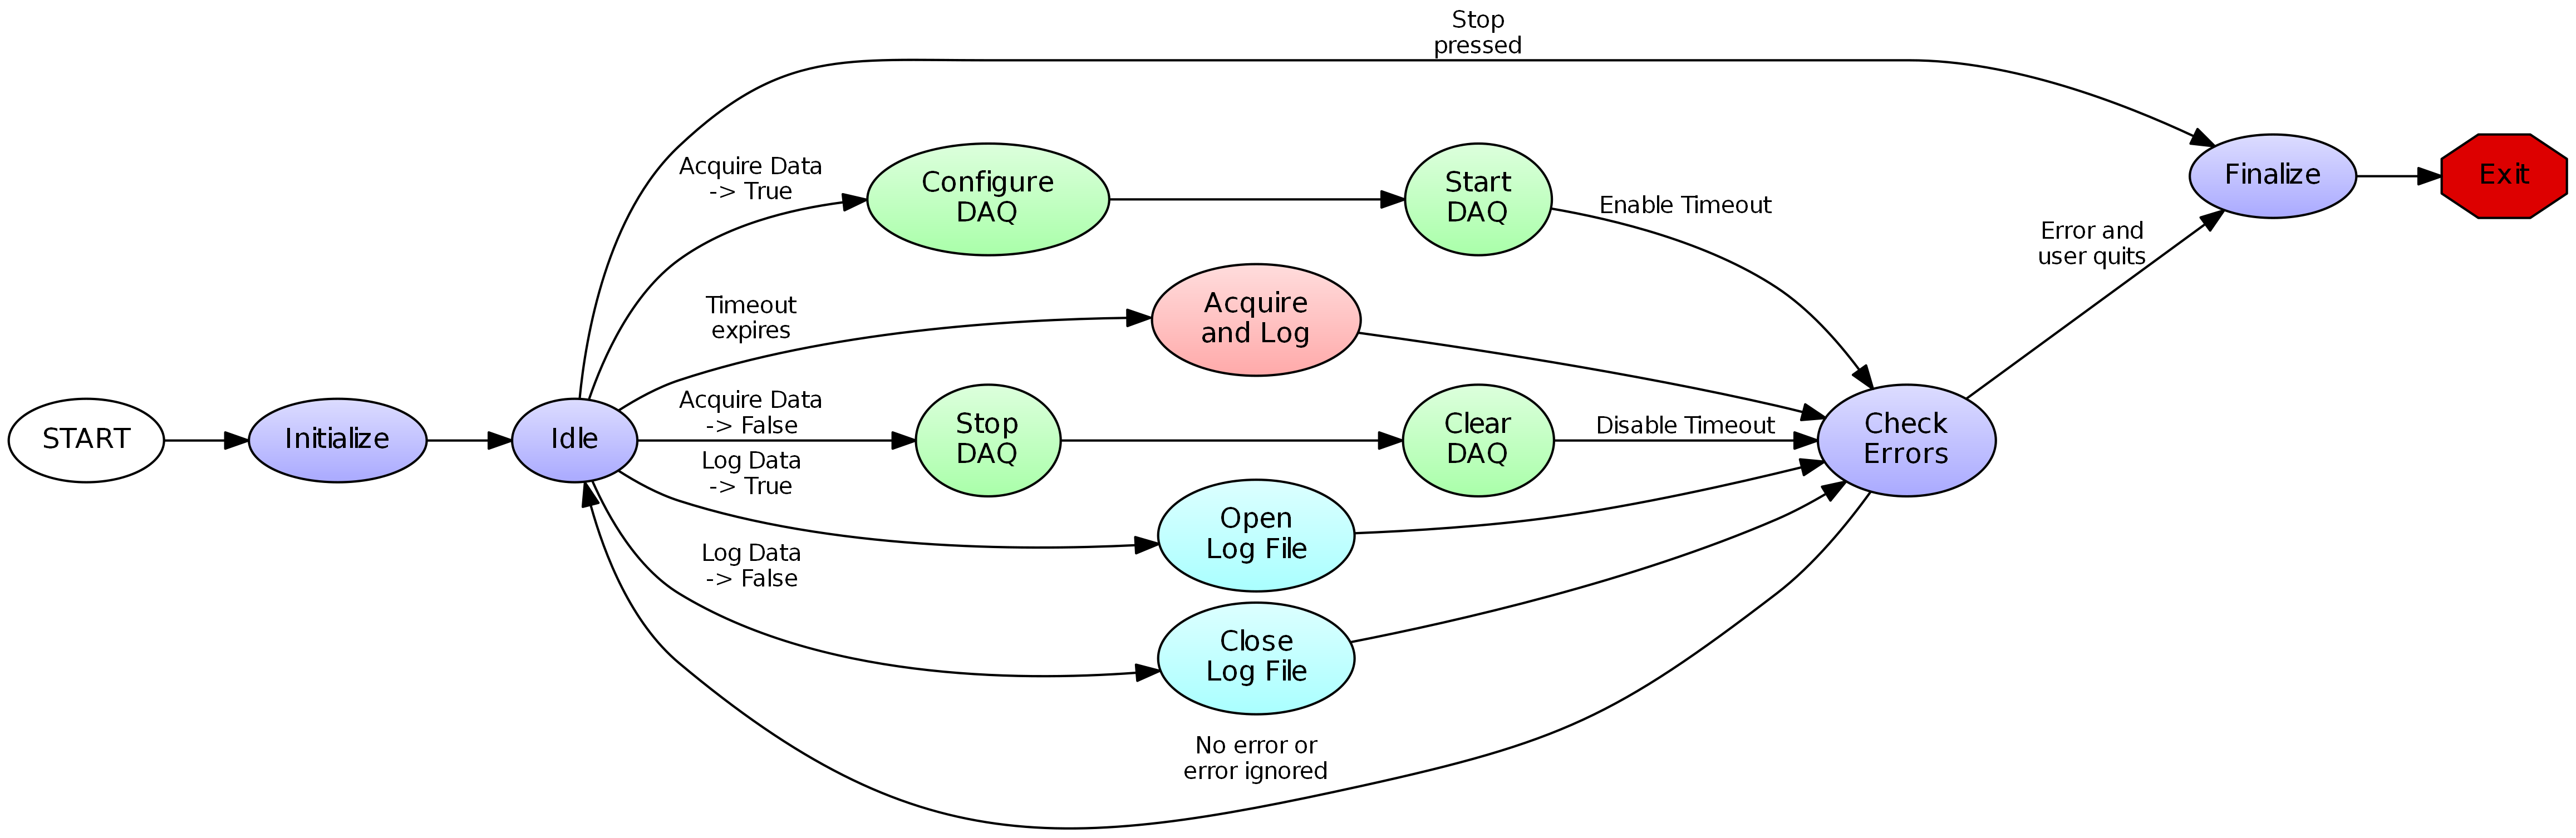 Stop
pressed
Acquire Data
-> True
Configure
DAQ
Start
DAQ
Enable Timeout
Finalize
Exit
Error and
user quits
Timeout
expires
Acquire
and Log
START
Initialize
Idle
Acquire Data
-> False
Stop
DAQ
Clear
DAQ
Disable Timeout
Check
Errors
Log Data
-> True
Open
Log File
Log Data
-> False
Close
Log File
No error or
error ignored